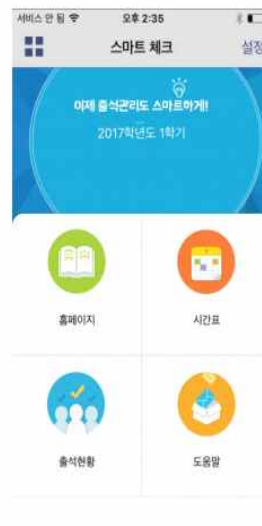 서비스 안 됨 오후 2:35
스마트 체크 설정
이제 출석관리도 스마트하게!
2017학년도 1학기
홈페이지 시간표
출석현황 도움말